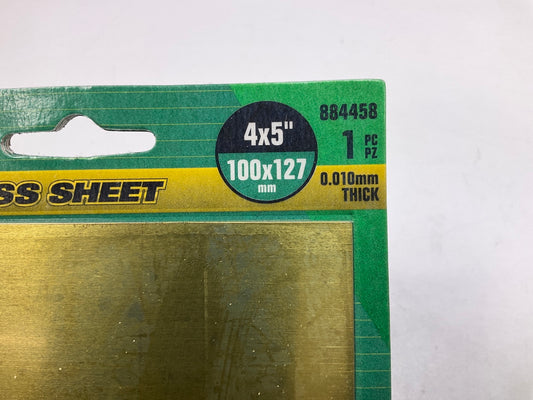 4x5"
100x127
mm
884458
1 PC
PZ
0.010mm
THICK
SS SHEET